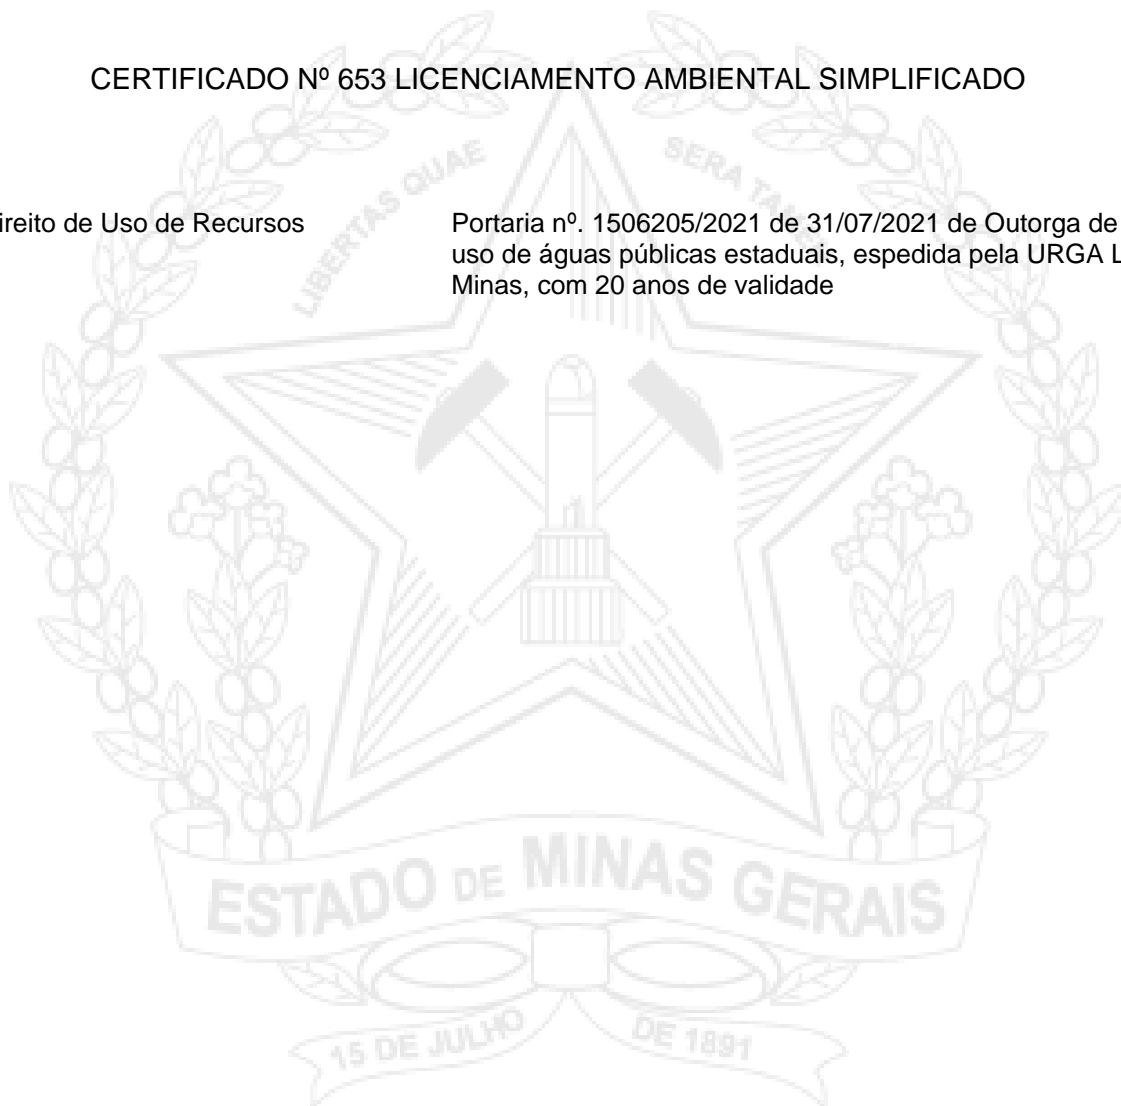 CERTIFICADO Nº 653 LICENCIAMENTO AMBIENTAL SIMPLIFICADO
LIBERTAS QUAE SERA TAMEN
ireito de Uso de Recursos
Portaria nº. 1506205/2021 de 31/07/2021 de Outorga de
uso de águas públicas estaduais, espedida pela URGA L
Minas, com 20 anos de validade
ESTADO DE MINAS GERAIS
15 DE JULHO DE 1891